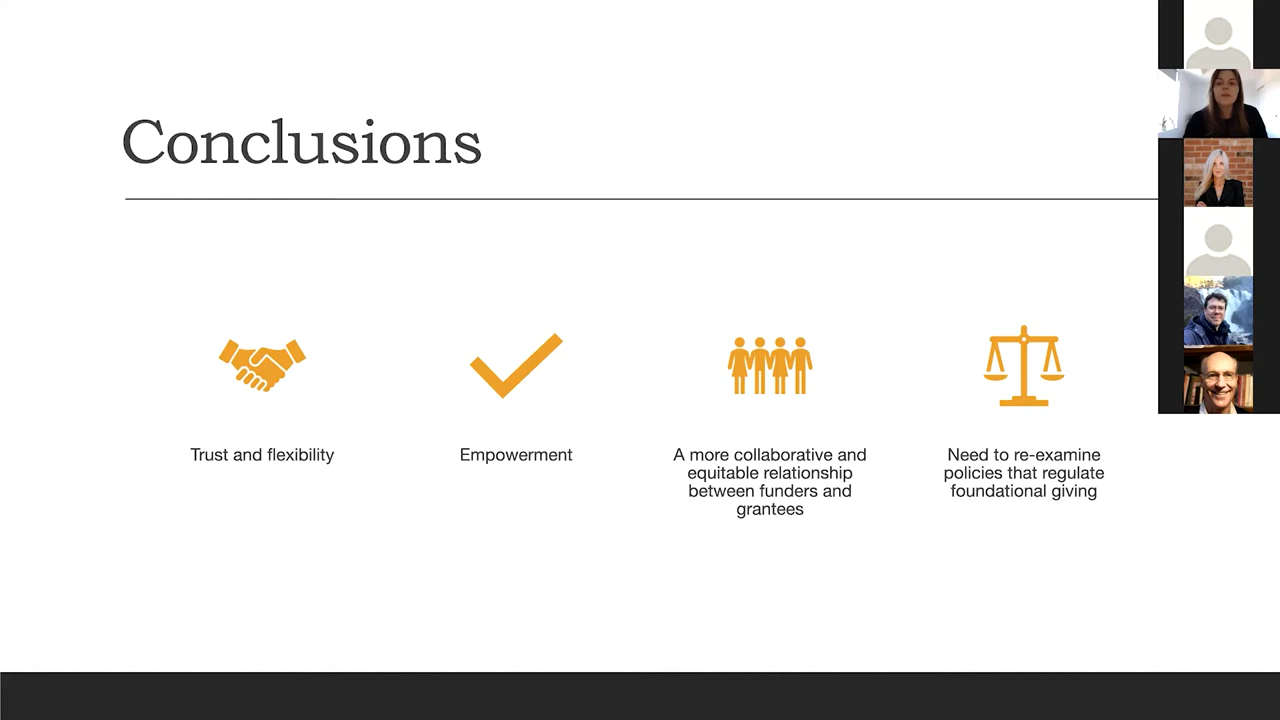 Conclusions
Trust and flexibility
Empowerment
A more collaborative and
equitable relationship
between funders and
grantees
Need to re-examine
policies that regulate
foundational giving